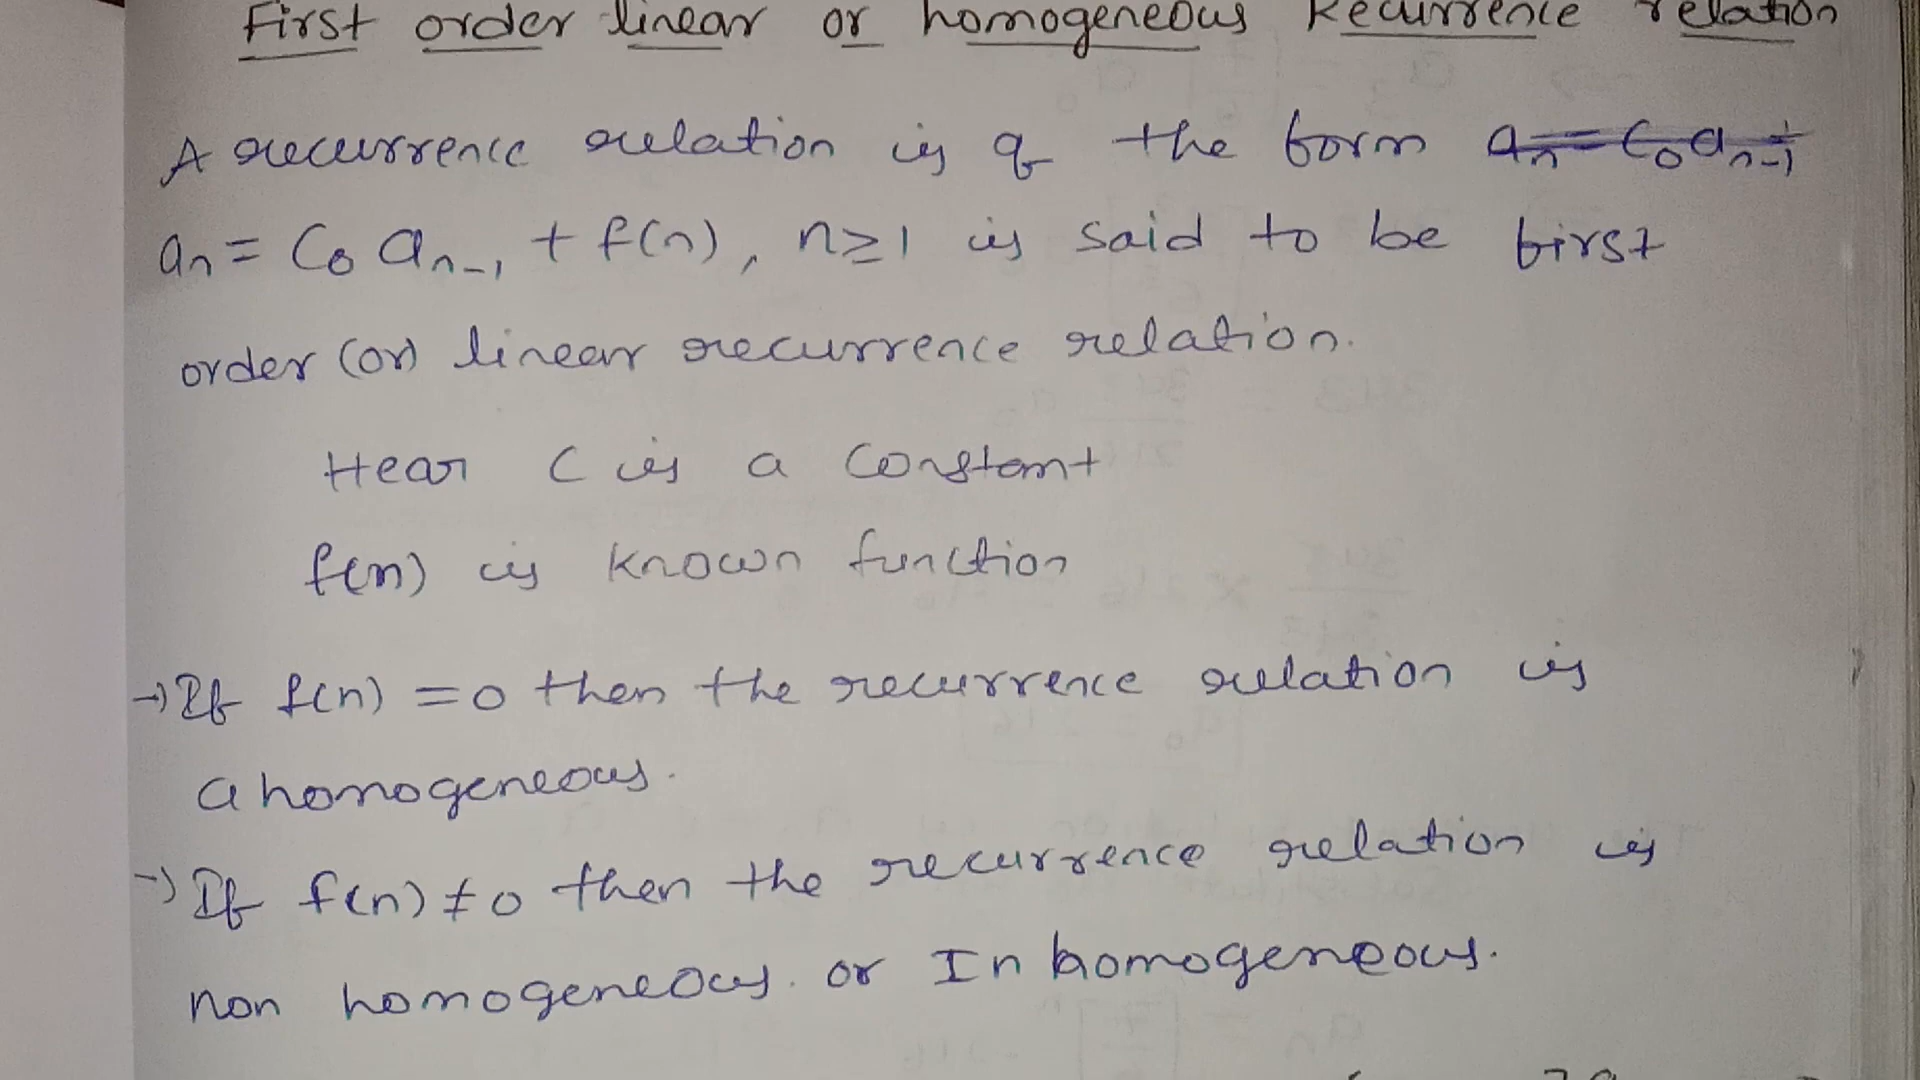 First order linear or homogeneous Recurrence relation
A recurrence relation is of the form a̶n̶ ̶=̶ ̶C̶₀̶ ̶a̶n̶-̶1̶ ̶+̶
an = C₀ an-1 + f(n), n≥1 is said to be first
order (or) linear recurrence relation.
Hear C is a constant
f(n) is known function
→ If f(n) = 0 then the recurrence relation is
a homogeneous.
→ If f(n) ≠ 0 then the recurrence relation is
non homogeneous. or In homogeneous.